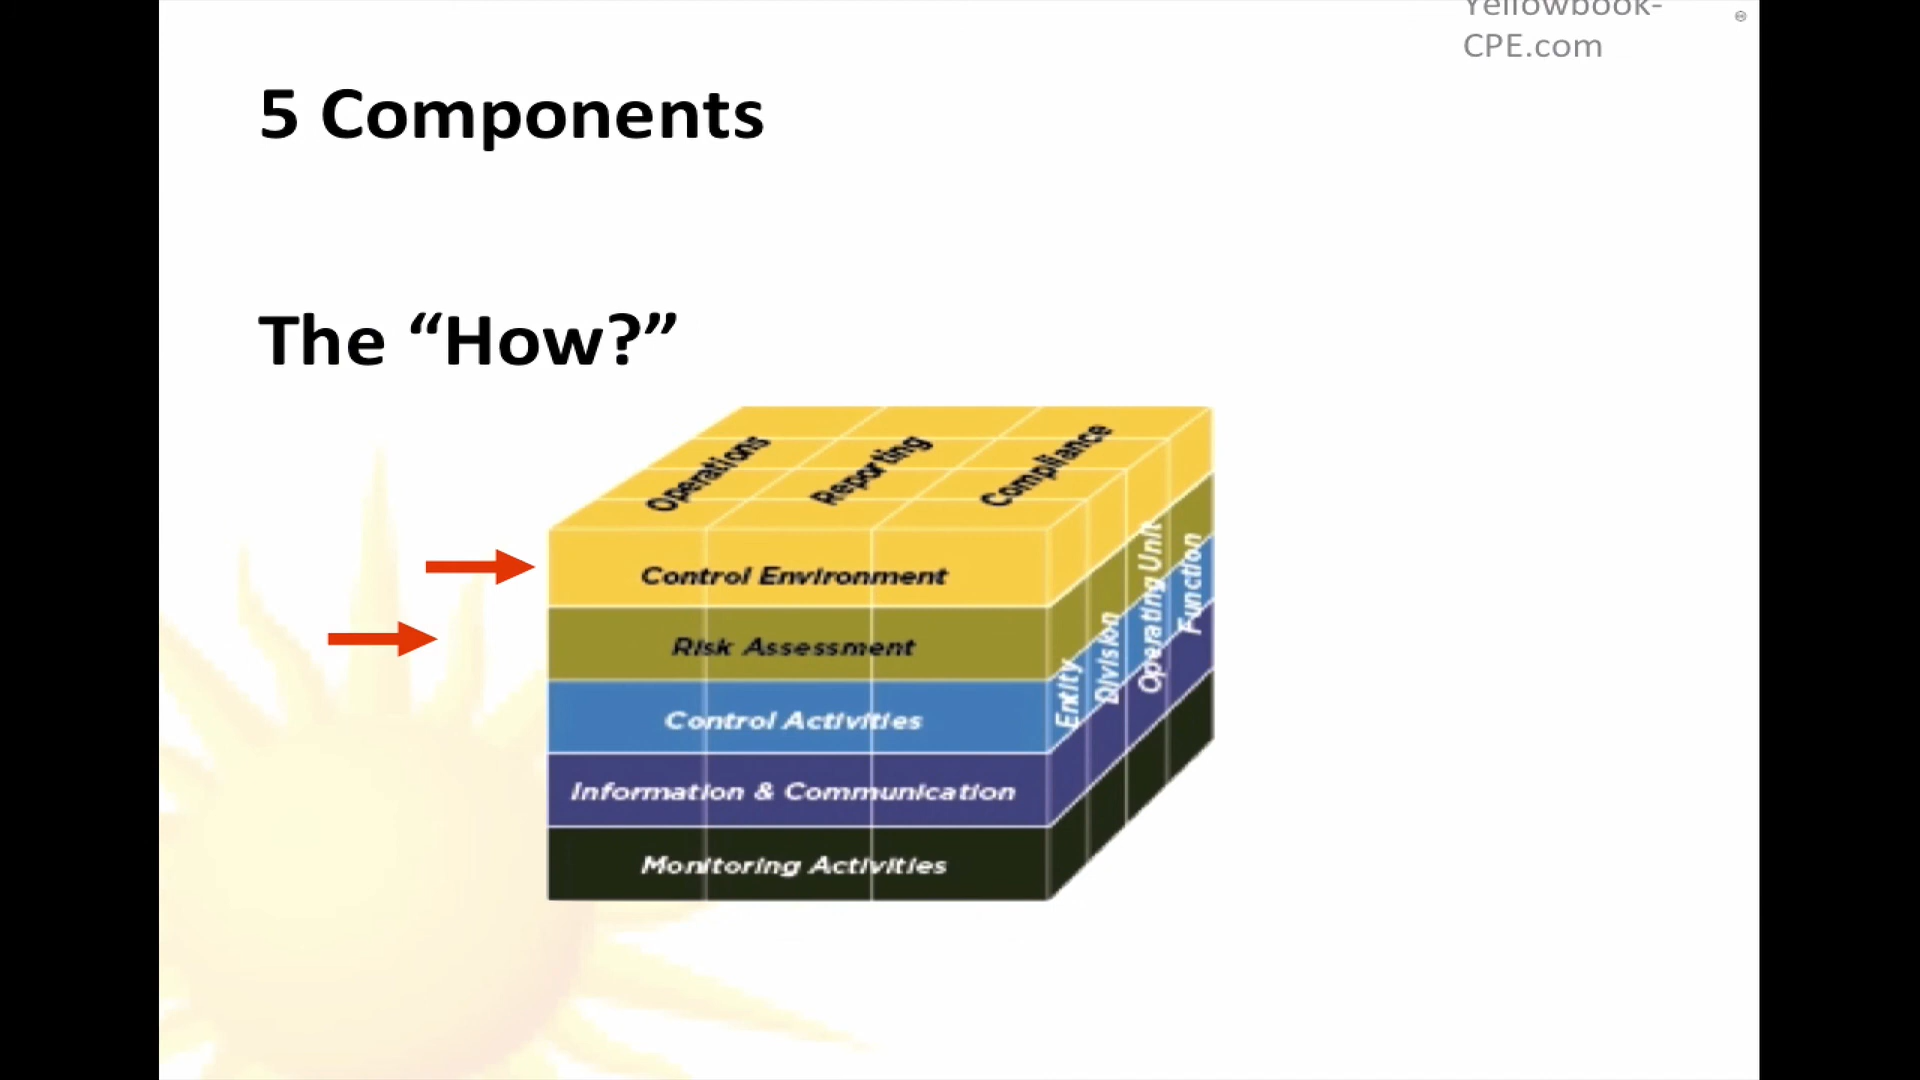 Yellowbook-
CPE.com
5 Components
The “How?”
Operations
Reporting
Compliance
Control Environment
Risk Assessment
Control Activities
Information & Communication
Monitoring Activities
Entity
Division
Operating Unit
Function